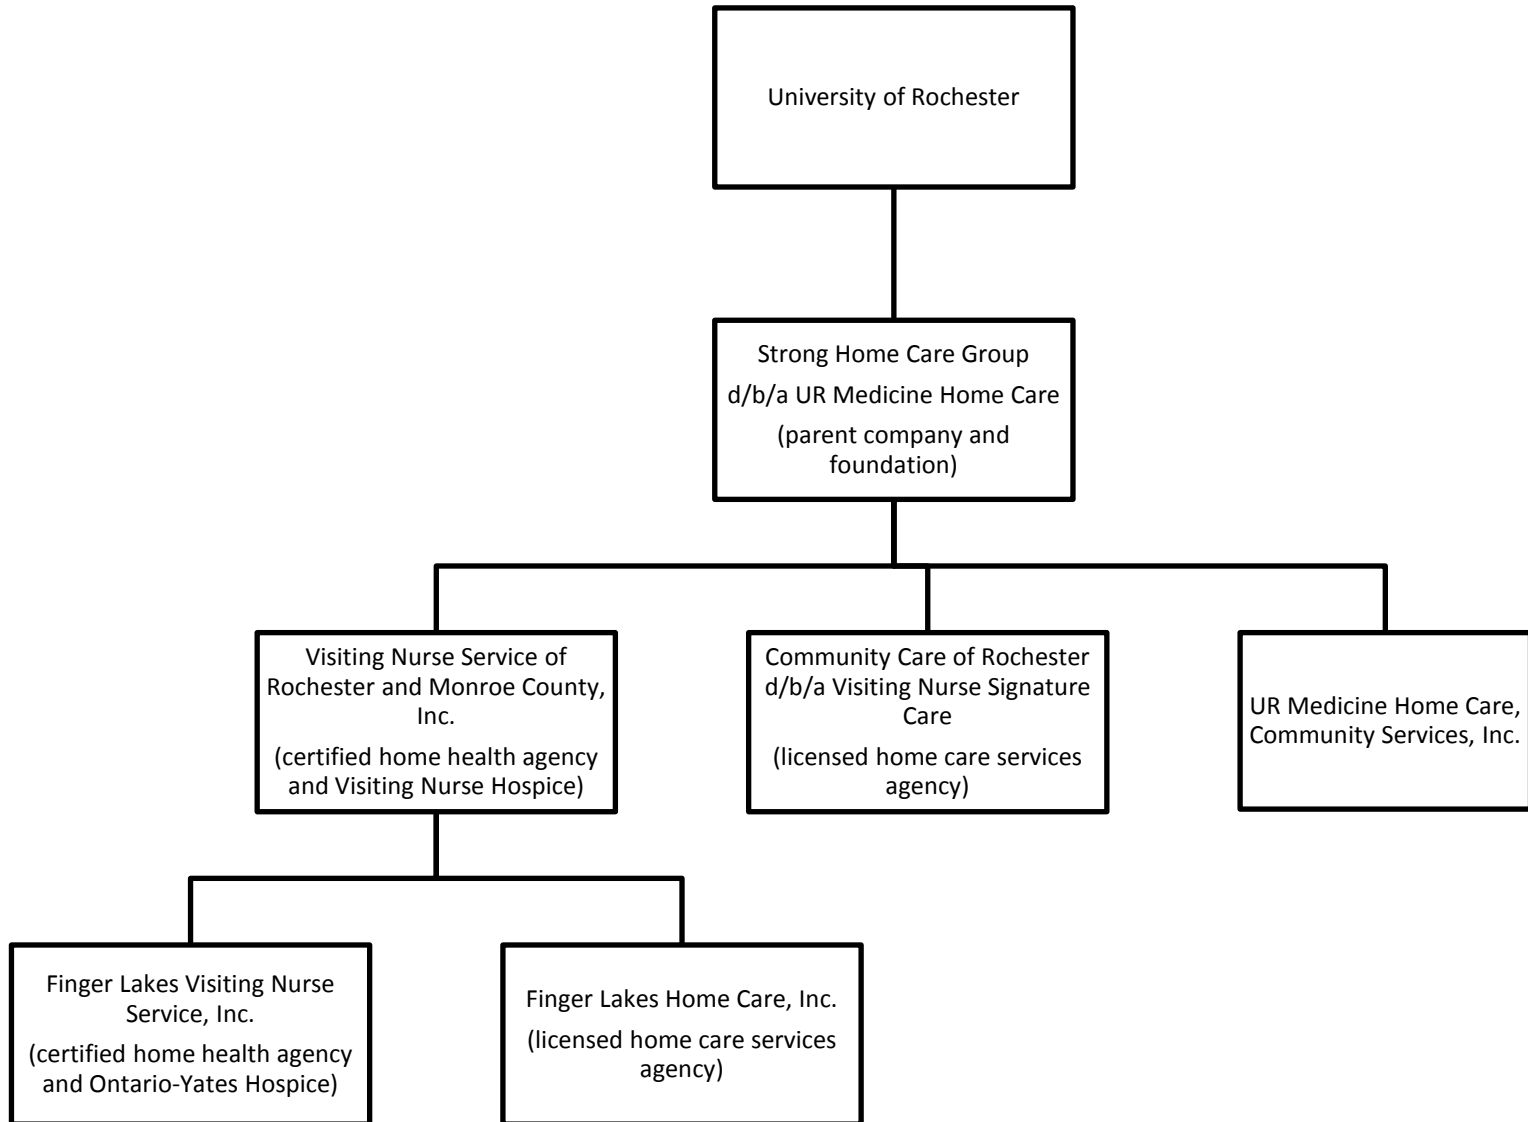 University of Rochester
Strong Home Care Group
d/b/a UR Medicine Home Care
(parent company and
foundation)
Visiting Nurse Service of
Rochester and Monroe County,
Inc.
(certified home health agency
and Visiting Nurse Hospice)
Community Care of Rochester
d/b/a Visiting Nurse Signature
Care
(licensed home care services
agency)
UR Medicine Home Care,
Community Services, Inc.
Finger Lakes Visiting Nurse
Service, Inc.
(certified home health agency
and Ontario-Yates Hospice)
Finger Lakes Home Care, Inc.
(licensed home care services
agency)